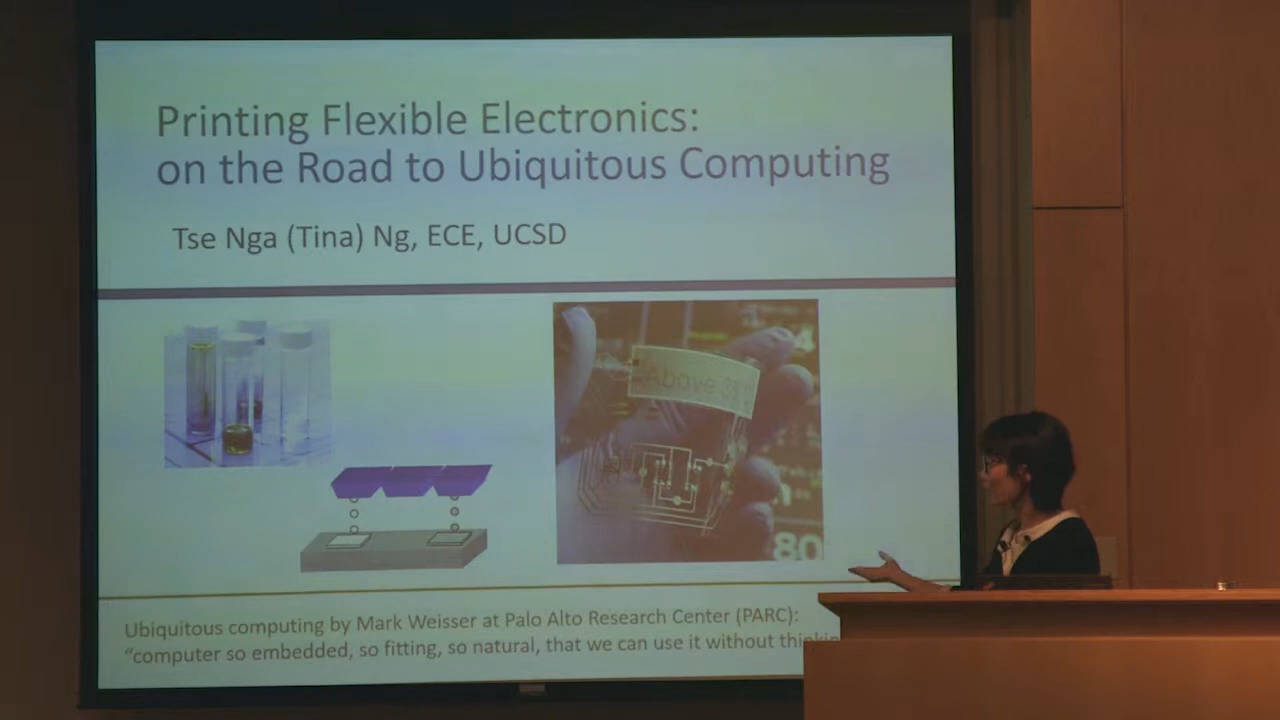 Printing Flexible Electronics:
on the Road to Ubiquitous Computing
Tse Nga (Tina) Ng, ECE, UCSD
Above
80
Ubiquitous computing by Mark Weisser at Palo Alto Research Center (PARC):
“computer so embedded, so fitting, so natural, that we can use it without